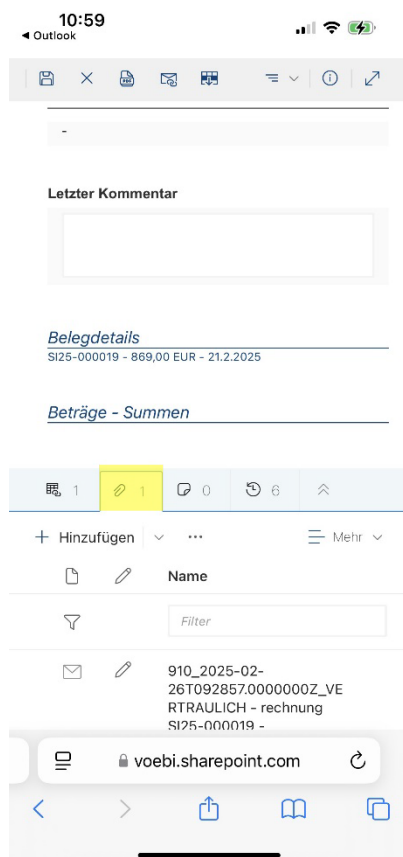 10:59
◀ Outlook
-
Letzter Kommentar
Belegdetails
SI25-000019 - 869,00 EUR - 21.2.2025
Beträge - Summen
1
1
0
6
+ Hinzufügen
...
Mehr
Name
Filter
910_2025-02-
26T092857.0000000Z_VE
RTRAULICH - rechnung
SI25-000019 -
voebi.sharepoint.com